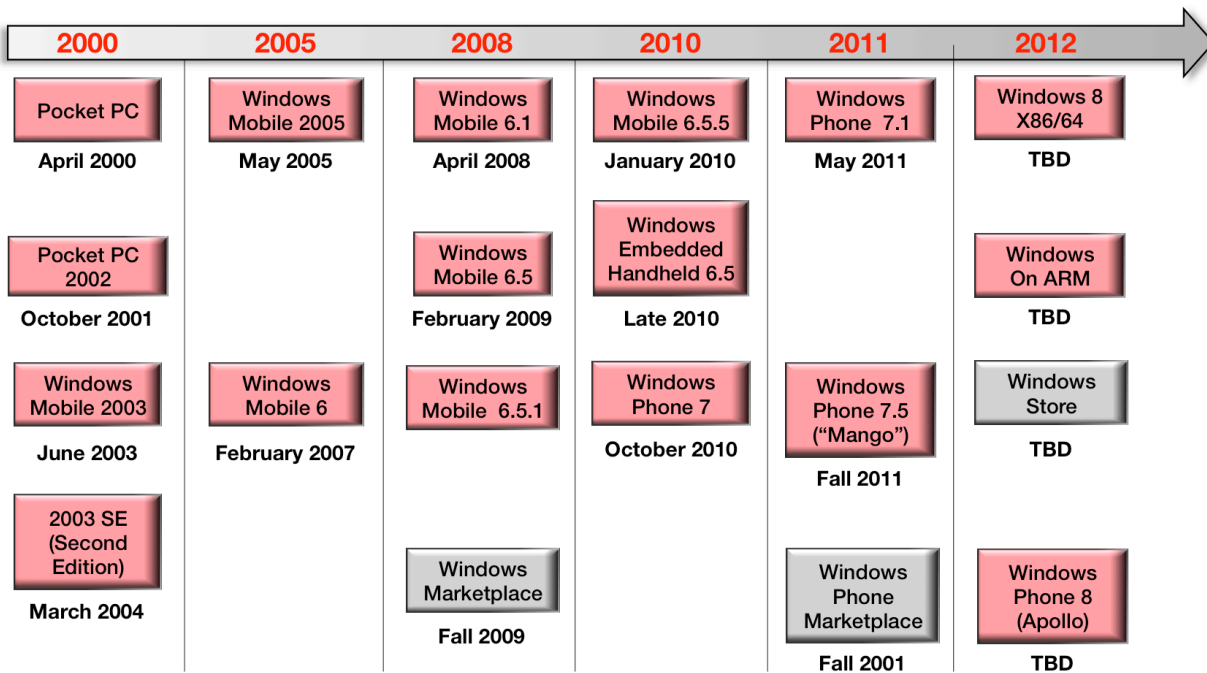 2000 2005 2008 2010 2011 2012
Pocket PC
April 2000
Windows
Mobile 2005
May 2005
Windows
Mobile 6.1
April 2008
Windows
Mobile 6.5.5
January 2010
Windows
Phone 7.1
May 2011
Windows 8
X86/64
TBD
Pocket PC
2002
October 2001
Windows
Mobile 6.5
February 2009
Windows
Embedded
Handheld 6.5
Late 2010
Windows
On ARM
TBD
Windows
Mobile 2003
June 2003
Windows
Mobile 6
February 2007
Windows
Mobile 6.5.1
Windows
Phone 7
October 2010
Windows
Phone 7.5
(“Mango”)
Fall 2011
Windows
Store
TBD
2003 SE
(Second
Edition)
March 2004
Windows
Marketplace
Fall 2009
Windows
Phone
Marketplace
Fall 2001
Windows
Phone 8
(Apollo)
TBD